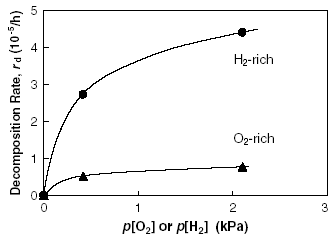 5
4
3
2
1
0
Decomposition Rate, r_d (10⁻⁵/h)
H₂-rich
O₂-rich
0
1
2
3
p[O₂] or p[H₂] (kPa)